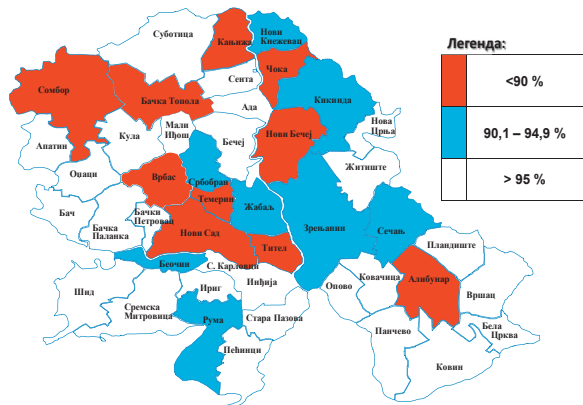 Суботица
Кањижа
Нови
Кнежевац
Чока
Сента
Сомбор
Бачка Топола
Ада
Кикинда
Мали
Иђош
Кула
Апатин
Бечеј
Нови Бечеј
Нова
Црња
Оџаци
Врбас
Србобран
Житиште
Бач
Бачка
Паланка
Бачки
Петровац
Темерин
Жабаљ
Зрењанин
Сечањ
Нови Сад
Тител
Пландиште
Беочин
С. Карловци
Шид
Ириг
Инђија
Опово
Ковачица
Алибунар
Вршац
Сремска
Митровица
Рума
Стара Пазова
Панчево
Бела
Црква
Пећинци
Ковин
Легенда:
<90 %
90,1 – 94,9 %
> 95 %